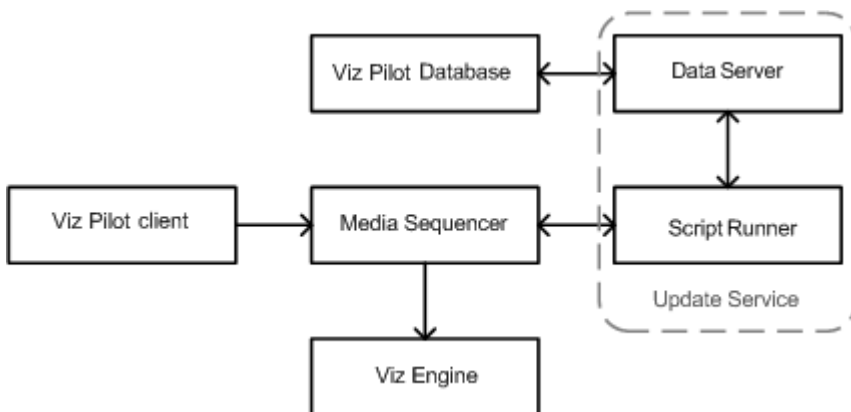 Viz Pilot Database
Data Server
Viz Pilot client
Media Sequencer
Script Runner
Update Service
Viz Engine